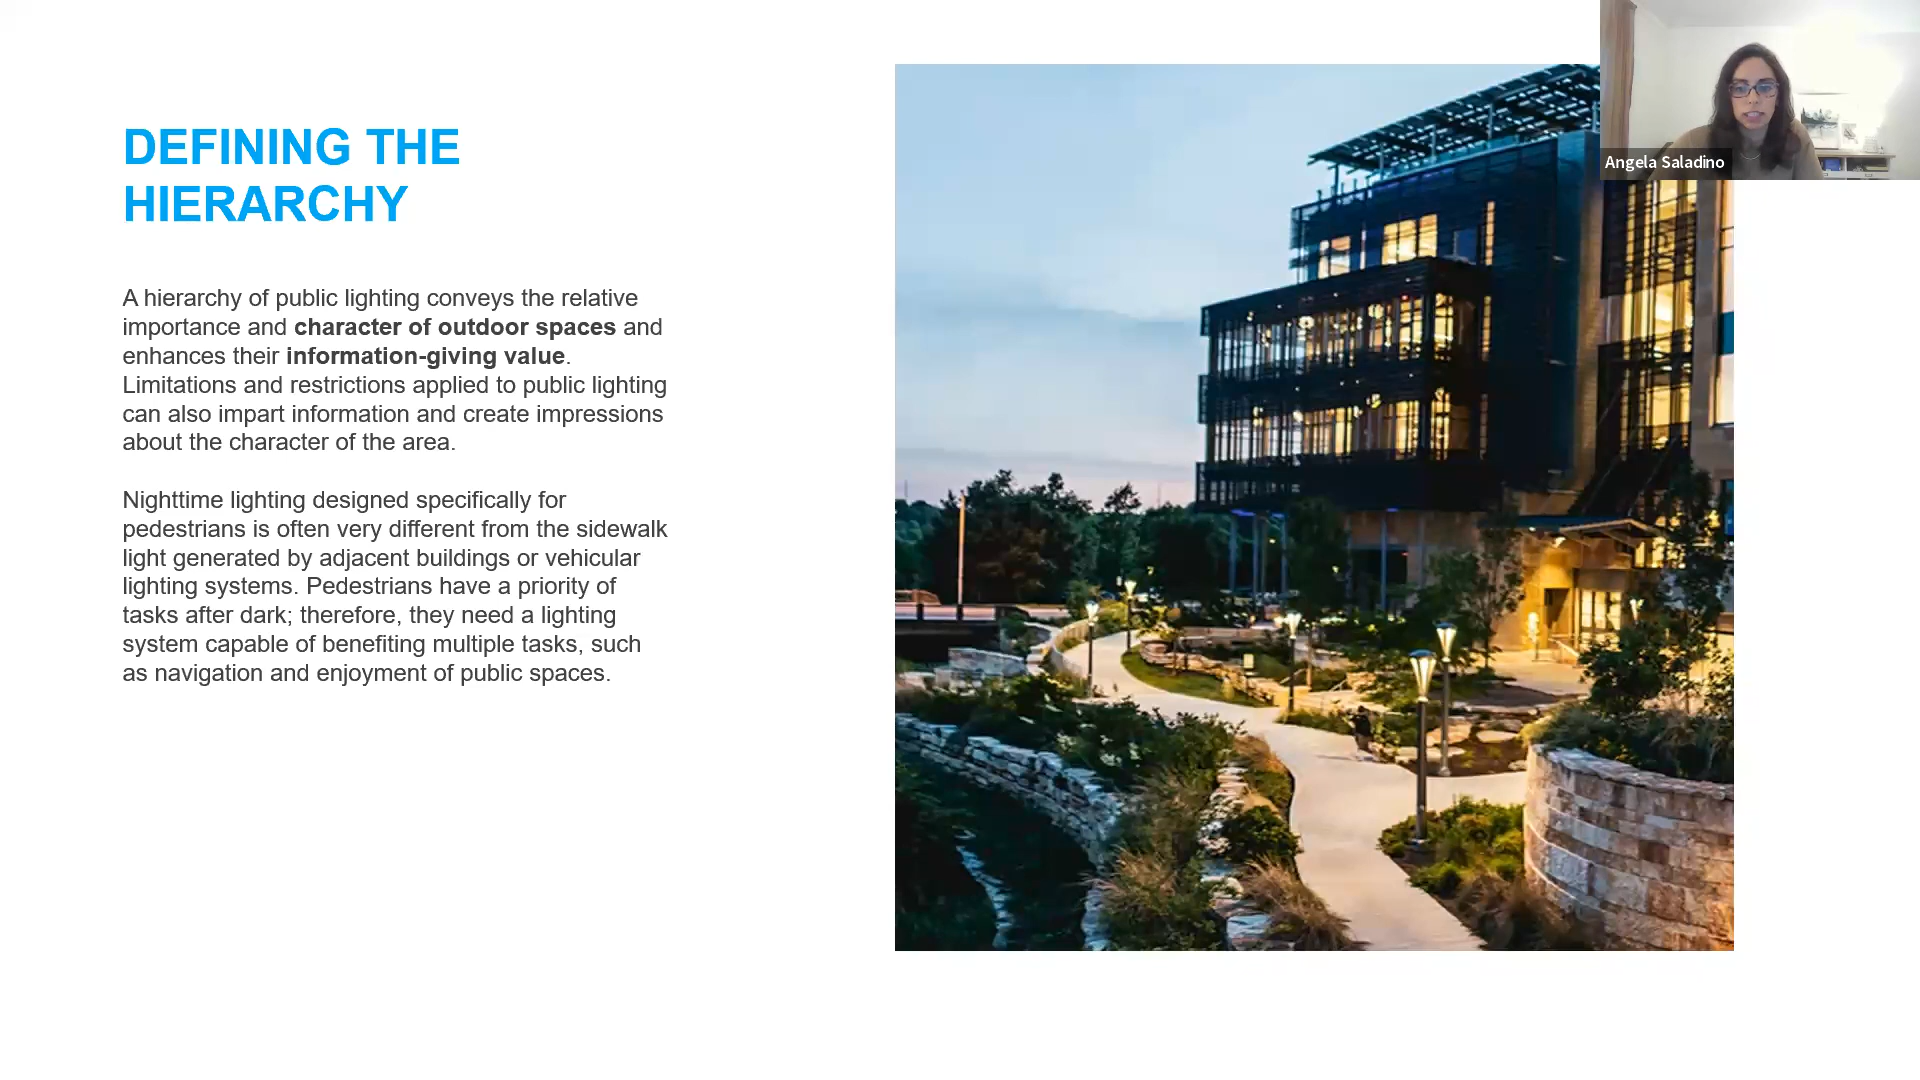 DEFINING THE
HIERARCHY
A hierarchy of public lighting conveys the relative
importance and character of outdoor spaces and
enhances their information-giving value.
Limitations and restrictions applied to public lighting
can also impart information and create impressions
about the character of the area.
Nighttime lighting designed specifically for
pedestrians is often very different from the sidewalk
light generated by adjacent buildings or vehicular
lighting systems. Pedestrians have a priority of
tasks after dark; therefore, they need a lighting
system capable of benefiting multiple tasks, such
as navigation and enjoyment of public spaces.
Angela Saladino